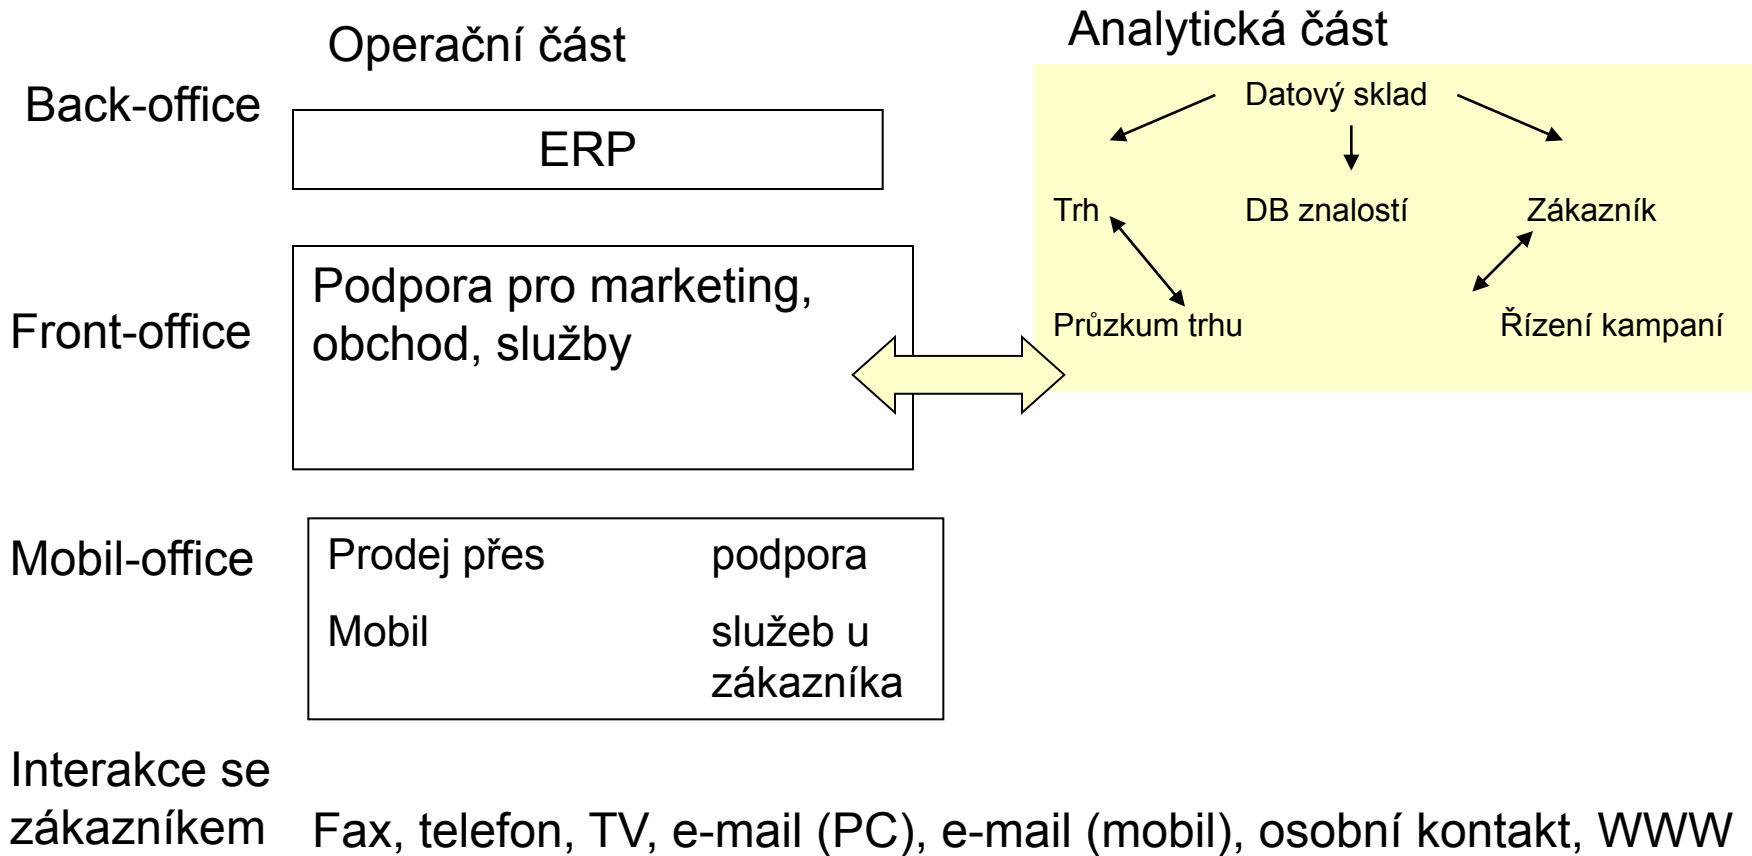 Operační část
Analytická část
Back-office
ERP
Datový sklad
Trh
DB znalostí
Zákazník
Front-office
Podpora pro marketing,
obchod, služby
Průzkum trhu
Řízení kampaní
Mobil-office
Prodej přes
podpora
Mobil
služeb u
zákazníka
Interakce se
zákazníkem
Fax, telefon, TV, e-mail (PC), e-mail (mobil), osobní kontakt, WWW